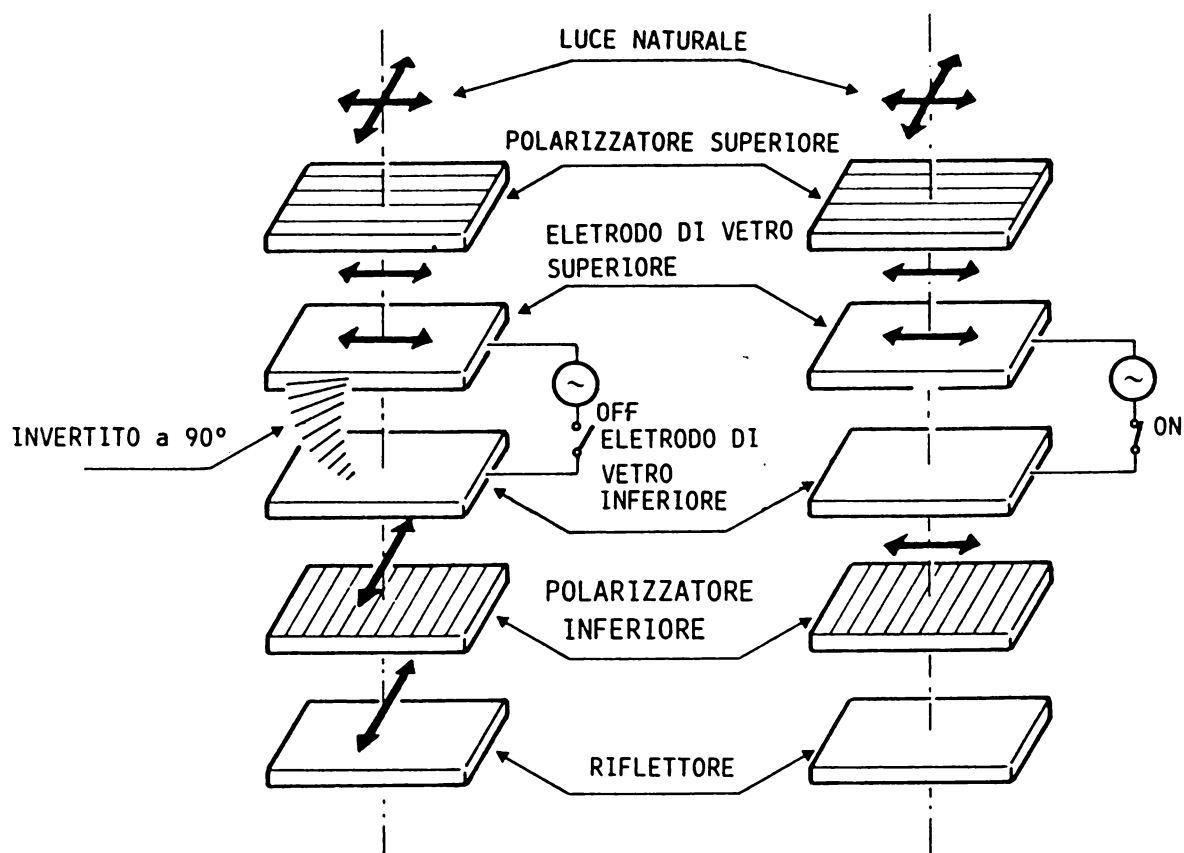 LUCE NATURALE
POLARIZZATORE SUPERIORE
ELETRODO DI VETRO
SUPERIORE
~
~
OFF
ON
INVERTITO a 90°
ELETRODO DI
VETRO
INFERIORE
POLARIZZATORE
INFERIORE
RIFLETTORE